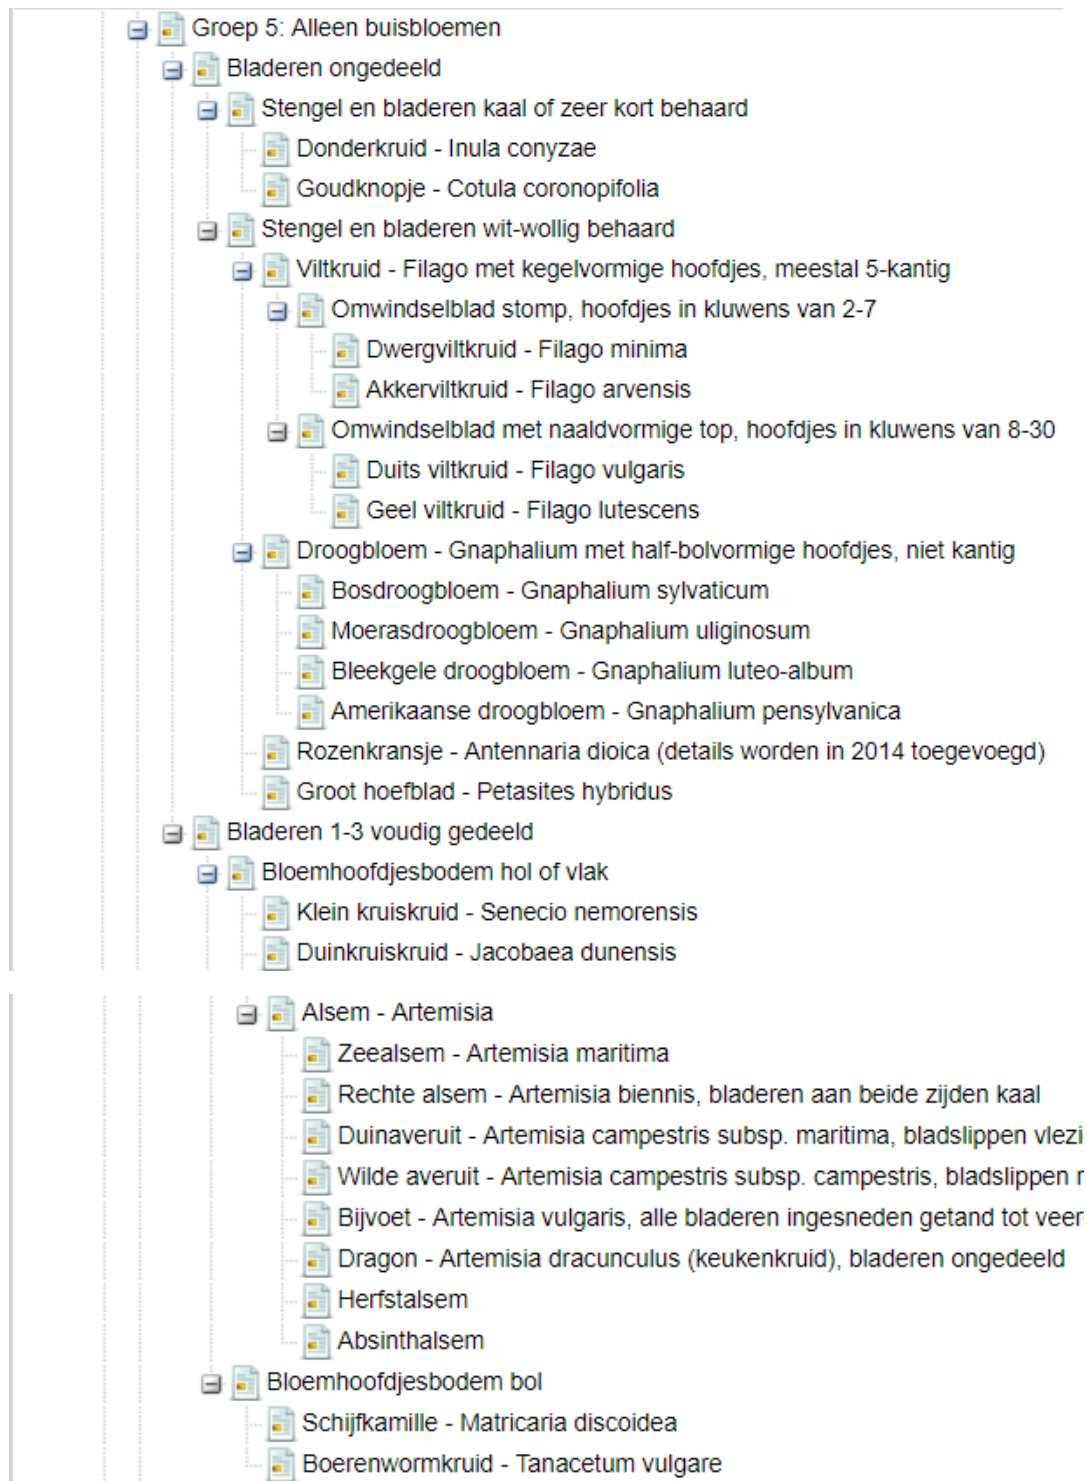 Groep 5: Alleen buisbloemen
Bladeren ongedeeld
Stengel en bladeren kaal of zeer kort behaard
Donderkruid - Inula conyzae
Goudknopje - Cotula coronopifolia
Stengel en bladeren wit-wollig behaard
Viltkruid - Filago met kegelvormige hoofdjes, meestal 5-kantig
Omwindselblad stomp, hoofdjes in kluwens van 2-7
Dwergviltkruid - Filago minima
Akkerviltkruid - Filago arvensis
Omwindselblad met naaldvormige top, hoofdjes in kluwens van 8-30
Duits viltkruid - Filago vulgaris
Geel viltkruid - Filago lutescens
Droogbloem - Gnaphalium met half-bolvormige hoofdjes, niet kantig
Bosdroogbloem - Gnaphalium sylvaticum
Moerasdroogbloem - Gnaphalium uliginosum
Bleekgele droogbloem - Gnaphalium luteo-album
Amerikaanse droogbloem - Gnaphalium pensylvanica
Rozenkransje - Antennaria dioica (details worden in 2014 toegevoegd)
Groot hoefblad - Petasites hybridus
Bladeren 1-3 voudig gedeeld
Bloemhoofdjesbodem hol of vlak
Klein kruiskruid - Senecio nemorensis
Duinkruiskruid - Jacobaea dunensis
Alsem - Artemisia
Zeealsem - Artemisia maritima
Rechte alsem - Artemisia biennis, bladeren aan beide zijden kaal
Duinaveruit - Artemisia campestris subsp. maritima, bladslippen vlezi
Wilde averuit - Artemisia campestris subsp. campestris, bladslippen
Bijvoet - Artemisia vulgaris, alle bladeren ingesneden getand tot veer
Dragon - Artemisia dracunculus (keukenkruid), bladeren ongedeeld
Herfstalsem
Absinthalsem
Bloemhoofdjesbodem bol
Schijfkamille - Matricaria discoidea
Boerenwormkruid - Tanacetum vulgare